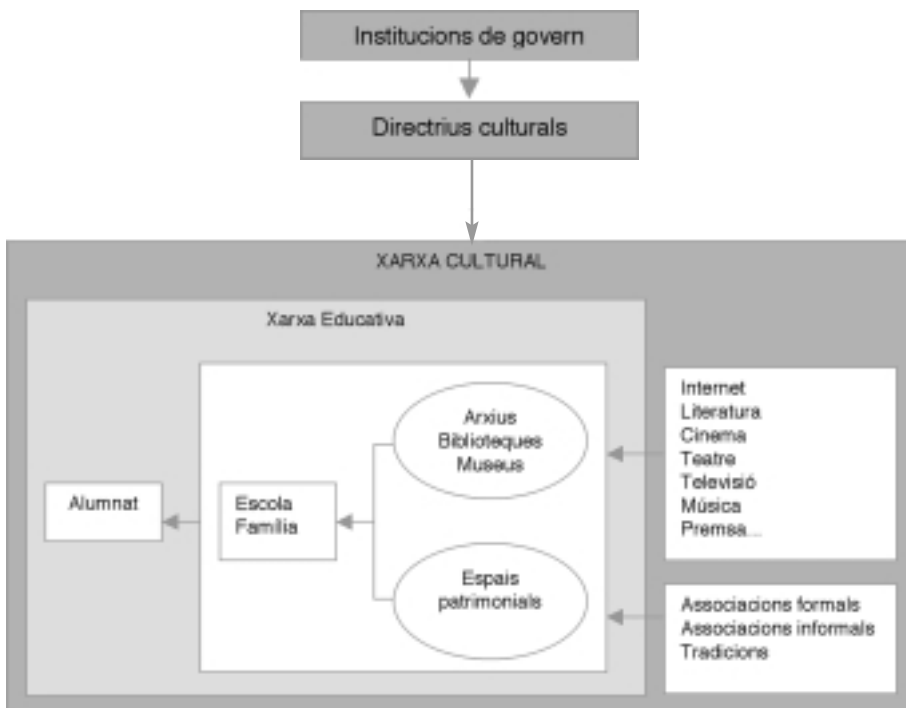 Institucions de govern
Directrius culturals
XARXA CULTURAL
Xarxa Educativa
Alumnat
Escola
Família
Arxius
Biblioteques
Museus
Espais
patrimonials
Internet
Literatura
Cinema
Teatre
Televisió
Música
Premsa...
Associacions formals
Associacions informals
Tradicions